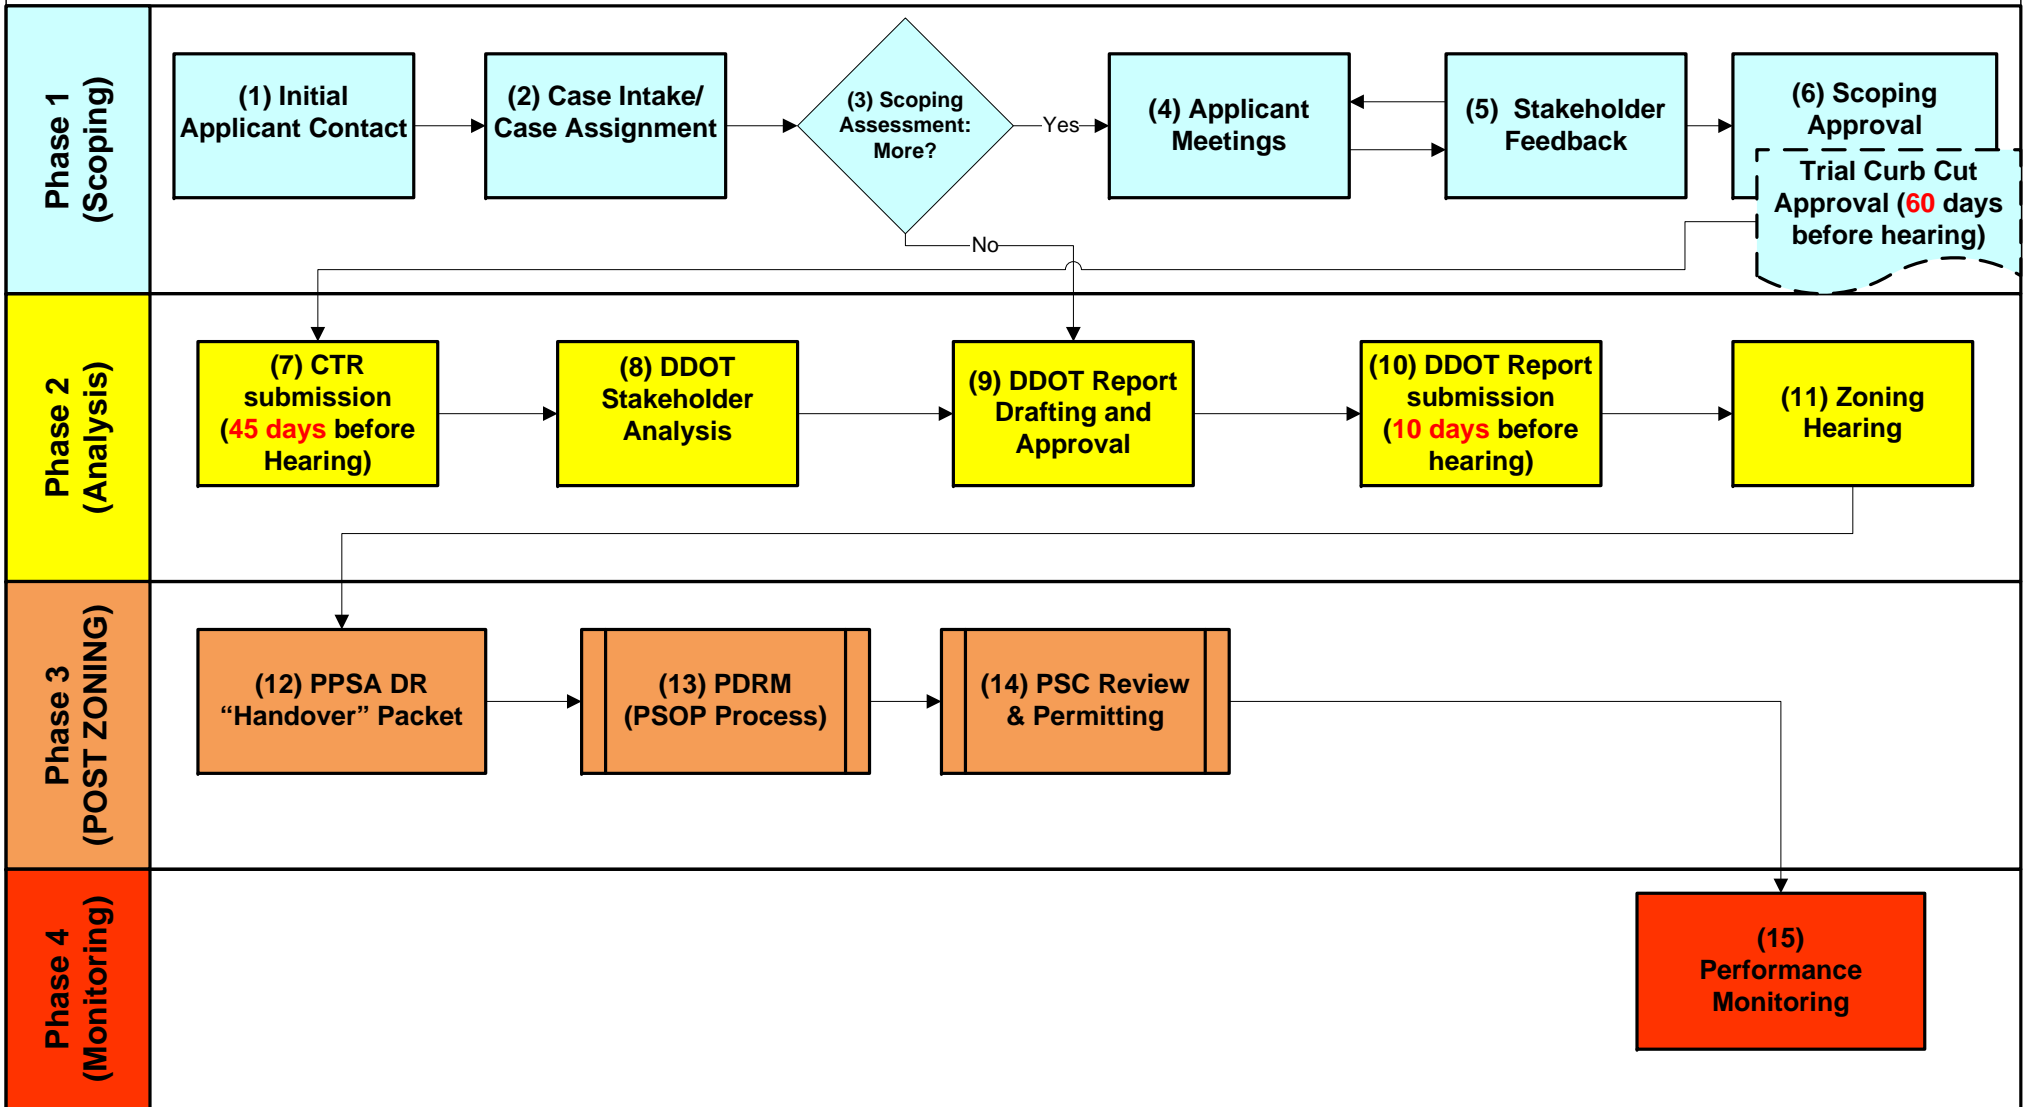 Phase 1
(Scoping)
(1) Initial
Applicant Contact
(2) Case Intake/
Case Assignment
(3) Scoping
Assessment:
More?
Yes
No
(4) Applicant
Meetings
(5) Stakeholder
Feedback
(6) Scoping
Approval
Trial Curb Cut
Approval (60 days
before hearing)
Phase 2
(Analysis)
(7) CTR
submission
(45 days before
Hearing)
(8) DDOT
Stakeholder
Analysis
(9) DDOT Report
Drafting and
Approval
(10) DDOT Report
submission
(10 days before
hearing)
(11) Zoning
Hearing
Phase 3
(POST ZONING)
(12) PPSA DR
“Handover” Packet
(13) PDRM
(PSOP Process)
(14) PSC Review
& Permitting
Phase 4
(Monitoring)
(15)
Performance
Monitoring